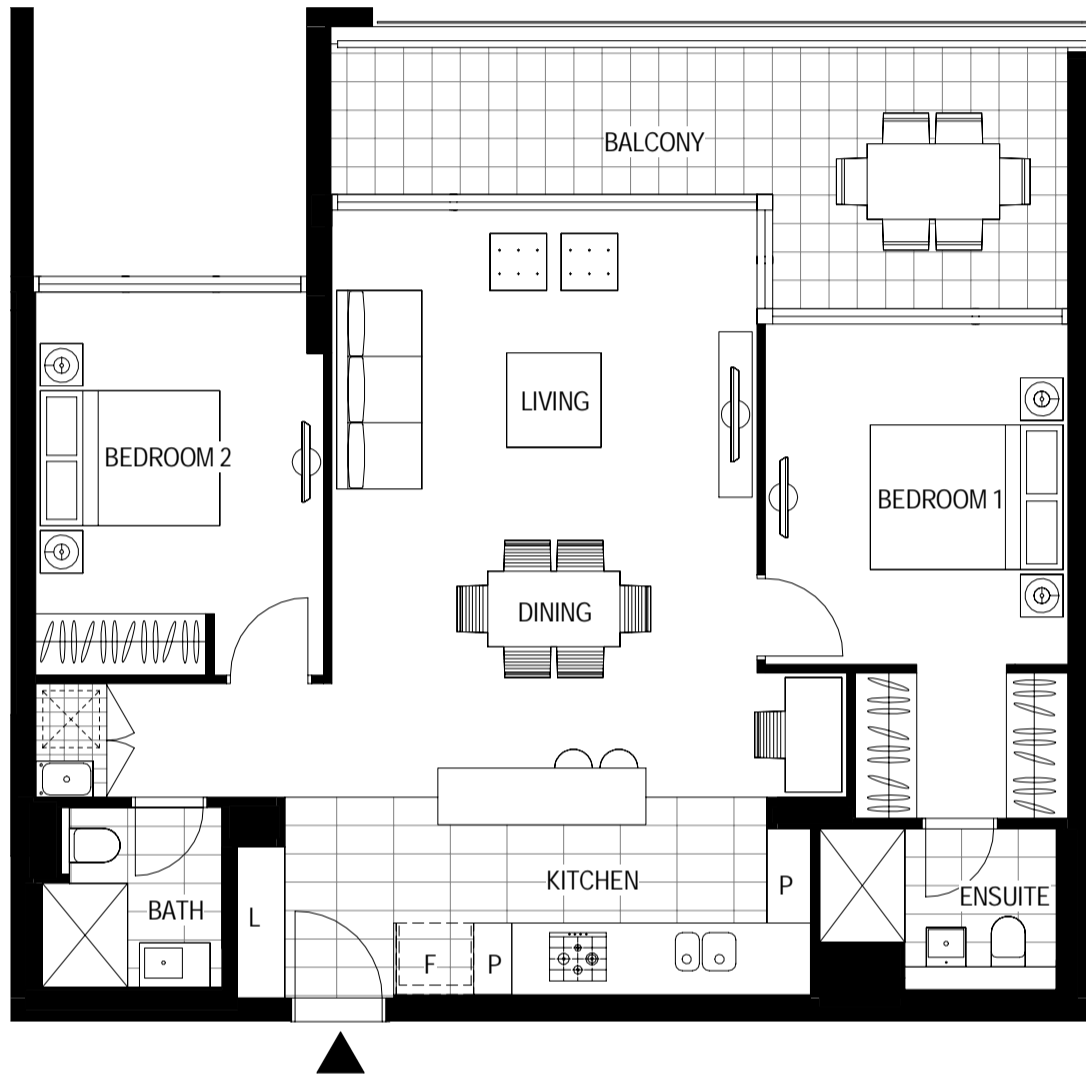 BALCONY
LIVING
BEDROOM 2
BEDROOM 1
DINING
KITCHEN
P
ENSUITE
BATH
L
F
P